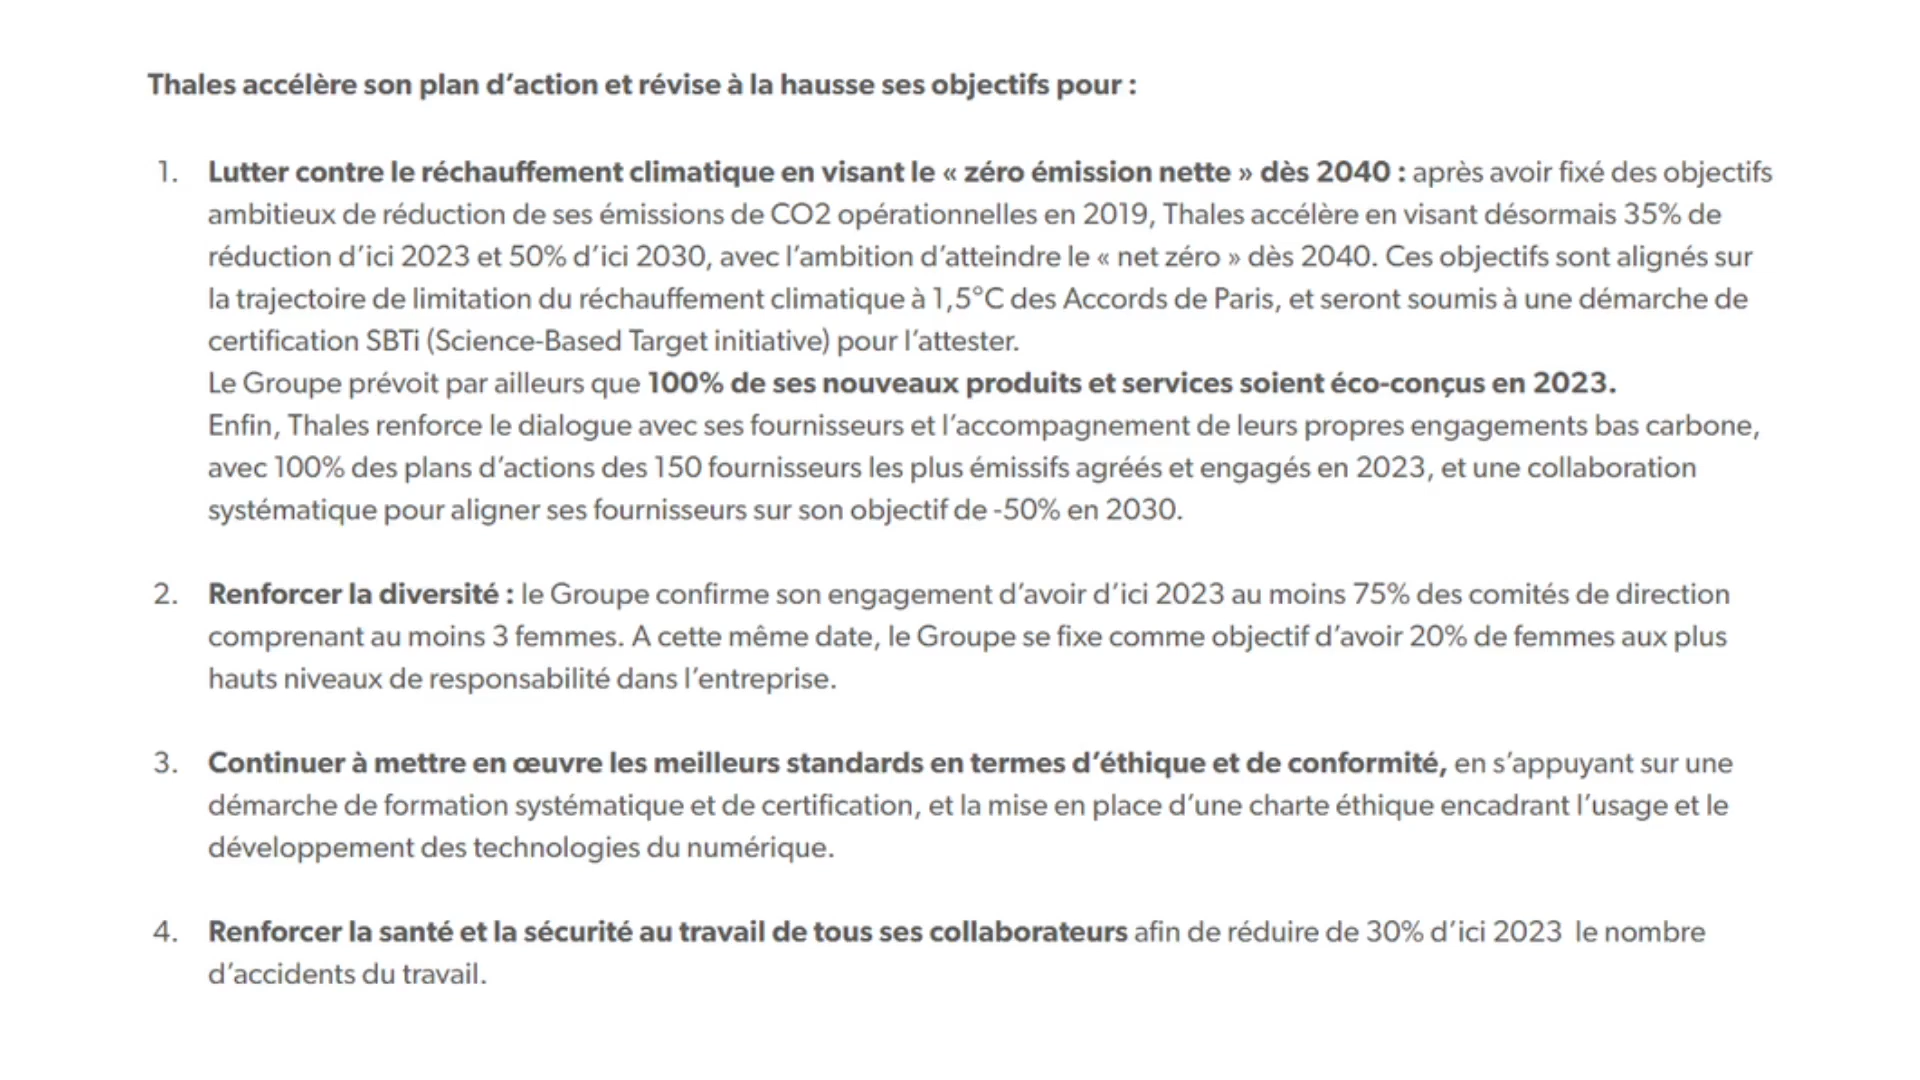 Thales accélère son plan d’action et révise à la hausse ses objectifs pour :
1. Lutter contre le réchauffement climatique en visant le « zéro émission nette » dès 2040 : après avoir fixé des objectifs
ambitieux de réduction de ses émissions de CO2 opérationnelles en 2019, Thales accélère en visant désormais 35% de
réduction d’ici 2023 et 50% d’ici 2030, avec l’ambition d’atteindre le « net zéro » dès 2040. Ces objectifs sont alignés sur
la trajectoire de limitation du réchauffement climatique à 1,5°C des Accords de Paris, et seront soumis à une démarche de
certification SBTi (Science-Based Target initiative) pour l’attester.
Le Groupe prévoit par ailleurs que 100% de ses nouveaux produits et services soient éco-conçus en 2023.
Enfin, Thales renforce le dialogue avec ses fournisseurs et l’accompagnement de leurs propres engagements bas carbone,
avec 100% des plans d’actions des 150 fournisseurs les plus émissifs agréés et engagés en 2023, et une collaboration
systématique pour aligner ses fournisseurs sur son objectif de -50% en 2030.
2. Renforcer la diversité : le Groupe confirme son engagement d’avoir d’ici 2023 au moins 75% des comités de direction
comprenant au moins 3 femmes. A cette même date, le Groupe se fixe comme objectif d’avoir 20% de femmes aux plus
hauts niveaux de responsabilité dans l’entreprise.
3. Continuer à mettre en œuvre les meilleurs standards en termes d’éthique et de conformité, en s’appuyant sur une
démarche de formation systématique et de certification, et la mise en place d’une charte éthique encadrant l’usage et le
développement des technologies du numérique.
4. Renforcer la santé et la sécurité au travail de tous ses collaborateurs afin de réduire de 30% d’ici 2023 le nombre
d’accidents du travail.